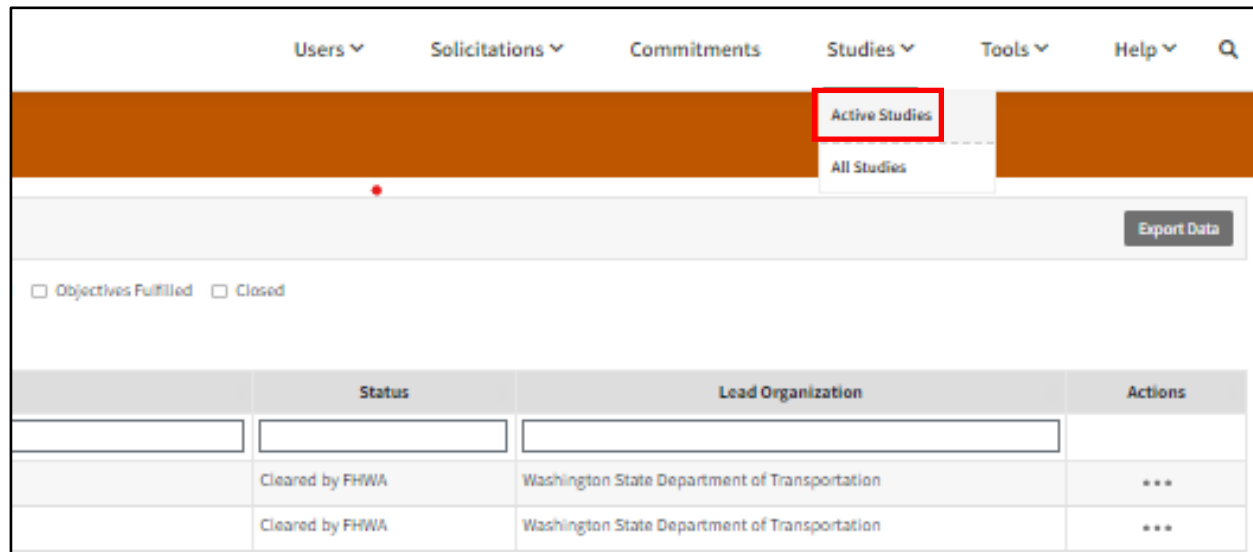 Users Solicitations Commitments Studies Tools Help
Active Studies
All Studies
Export Data
Objectives Fulfilled Closed
Status Lead Organization Actions
Cleared by FHWA Washington State Department of Transportation
Cleared by FHWA Washington State Department of Transportation